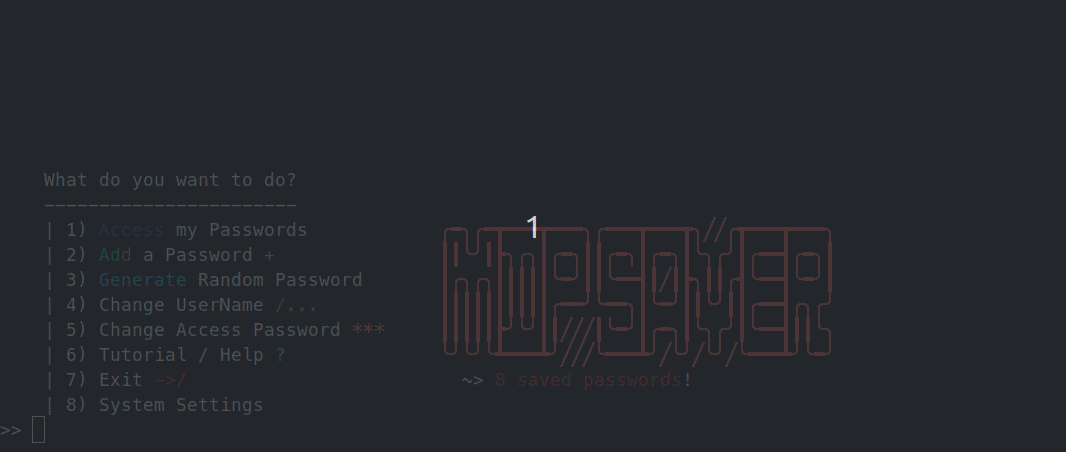 What do you want to do?
———————————————————————
| 1) Access my Passwords
| 2) Add a Password +
| 3) Generate Random Password
| 4) Change UserName /...
| 5) Change Access Password ***
| 6) Tutorial / Help ?
| 7) Exit ~>/
| 8) System Settings
>>
1
~> 8 saved passwords!